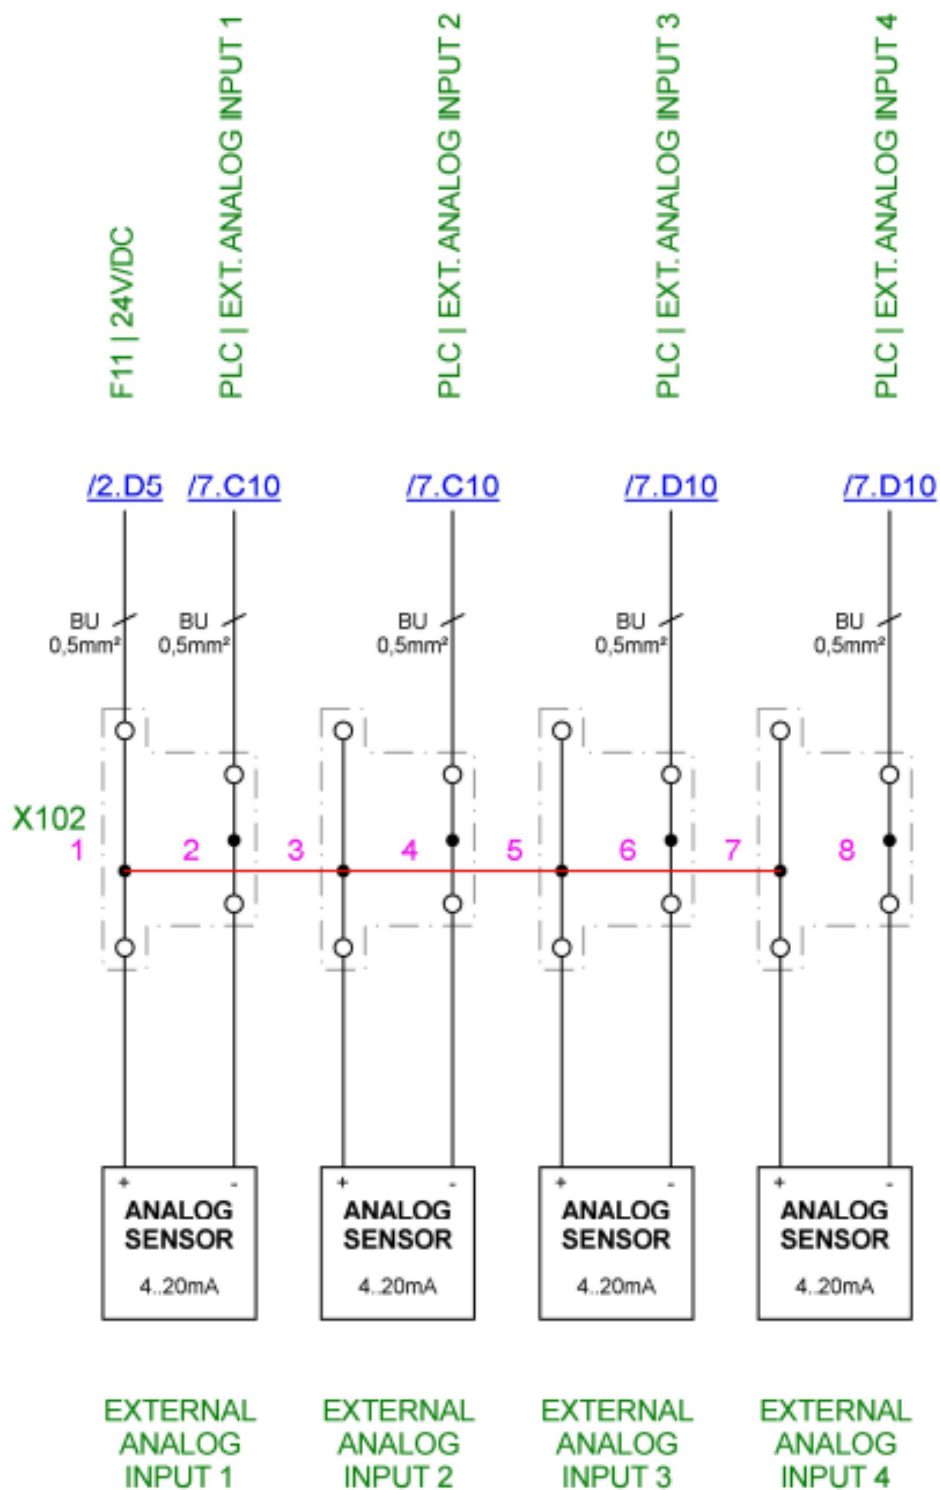 F11 | 24V/DC
PLC | EXT. ANALOG INPUT 1
PLC | EXT. ANALOG INPUT 2
PLC | EXT. ANALOG INPUT 3
PLC | EXT. ANALOG INPUT 4
/2.D5 /7.C10 /7.C10 /7.D10 /7.D10
BU BU BU BU BU
0,5mm² 0,5mm² 0,5mm² 0,5mm² 0,5mm²
X102
1 2 3 4 5 6 7 8
+ - + - + - + -
ANALOG ANALOG ANALOG ANALOG
SENSOR SENSOR SENSOR SENSOR
4..20mA 4..20mA 4..20mA 4..20mA
EXTERNAL EXTERNAL EXTERNAL EXTERNAL
ANALOG ANALOG ANALOG ANALOG
INPUT 1 INPUT 2 INPUT 3 INPUT 4